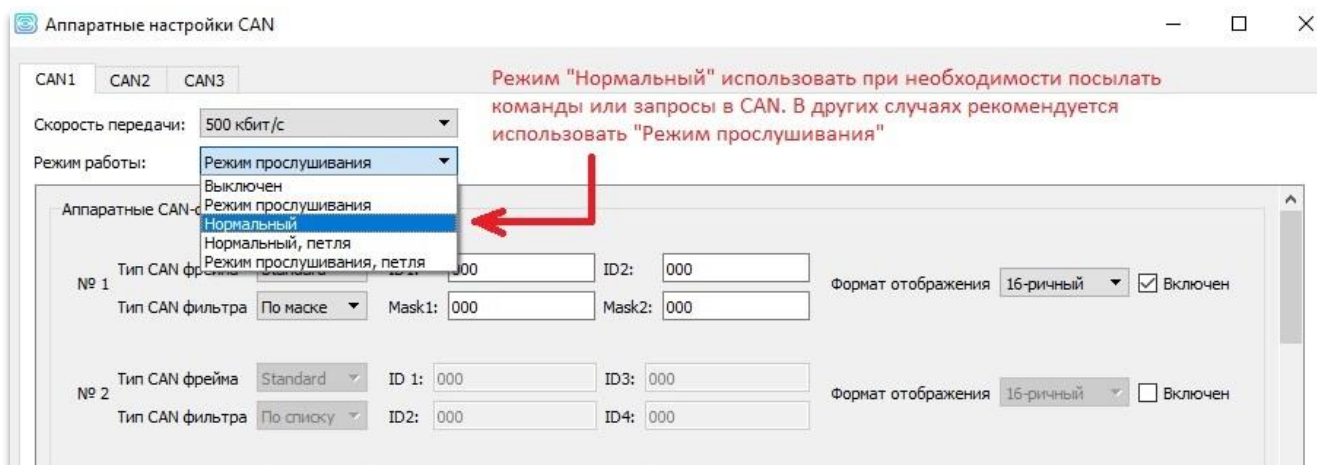 Аппаратные настройки CAN
CAN1 CAN2 CAN3
Режим "Нормальный" использовать при необходимости посылать
команды или запросы в CAN. В других случаях рекомендуется
использовать "Режим прослушивания"
Скорость передачи: 500 кбит/с
Режим работы: Режим прослушивания
Выключен
Режим прослушивания
Нормальный
Нормальный, петля
Режим прослушивания, петля
Аппаратные CAN-
№ 1
Тип CAN фрейма Standard ID1: 000 ID2: 000
Формат отображения 16-ричный Включен
Тип CAN фильтра По маске Mask1: 000 Mask2: 000
№ 2
Тип CAN фрейма Standard ID 1: 000 ID3: 000
Формат отображения 16-ричный Включен
Тип CAN фильтра По списку ID2: 000 ID4: 000